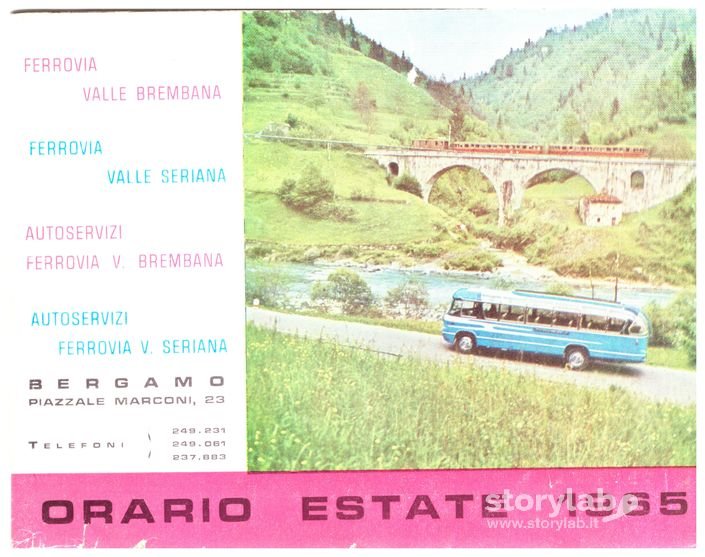 FERROVIA
VALLE BREMBANA
FERROVIA
VALLE SERIANA
AUTOSERVIZI
FERROVIA V. BREMBANA
AUTOSERVIZI
FERROVIA V. SERIANA
BERGAMO
PIAZZALE MARCONI, 23
TELEFONI ) 249.231
249.061
237.883
ORARIO ESTATE 1965
storylab
www.storylab.it